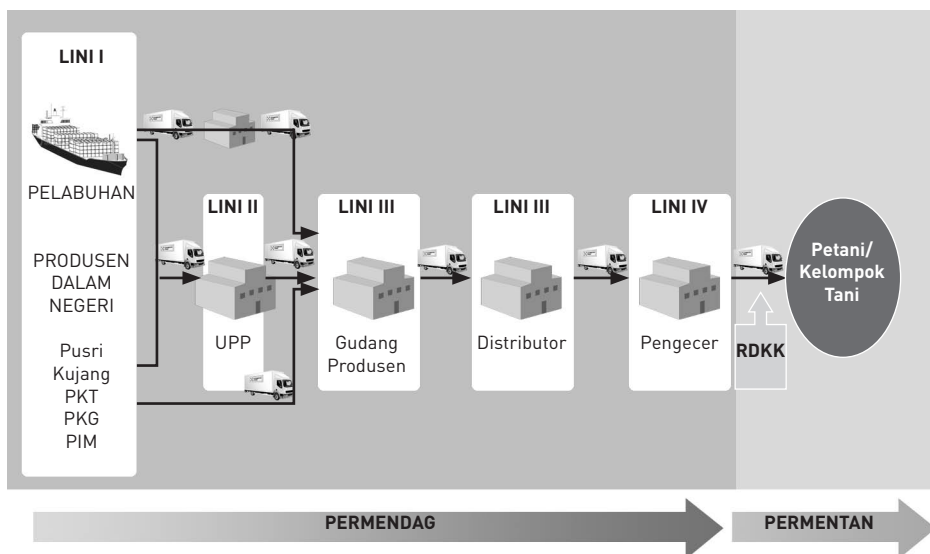 LINI I
PELABUHAN
PRODUSEN
DALAM
NEGERI
Pusri
Kujang
PKT
PKG
PIM
LINI II
UPP
LINI III
Gudang
Produsen
LINI III
Distributor
LINI IV
Pengecer
RDKK
Petani/
Kelompok
Tani
PERMENDAG
PERMENTAN